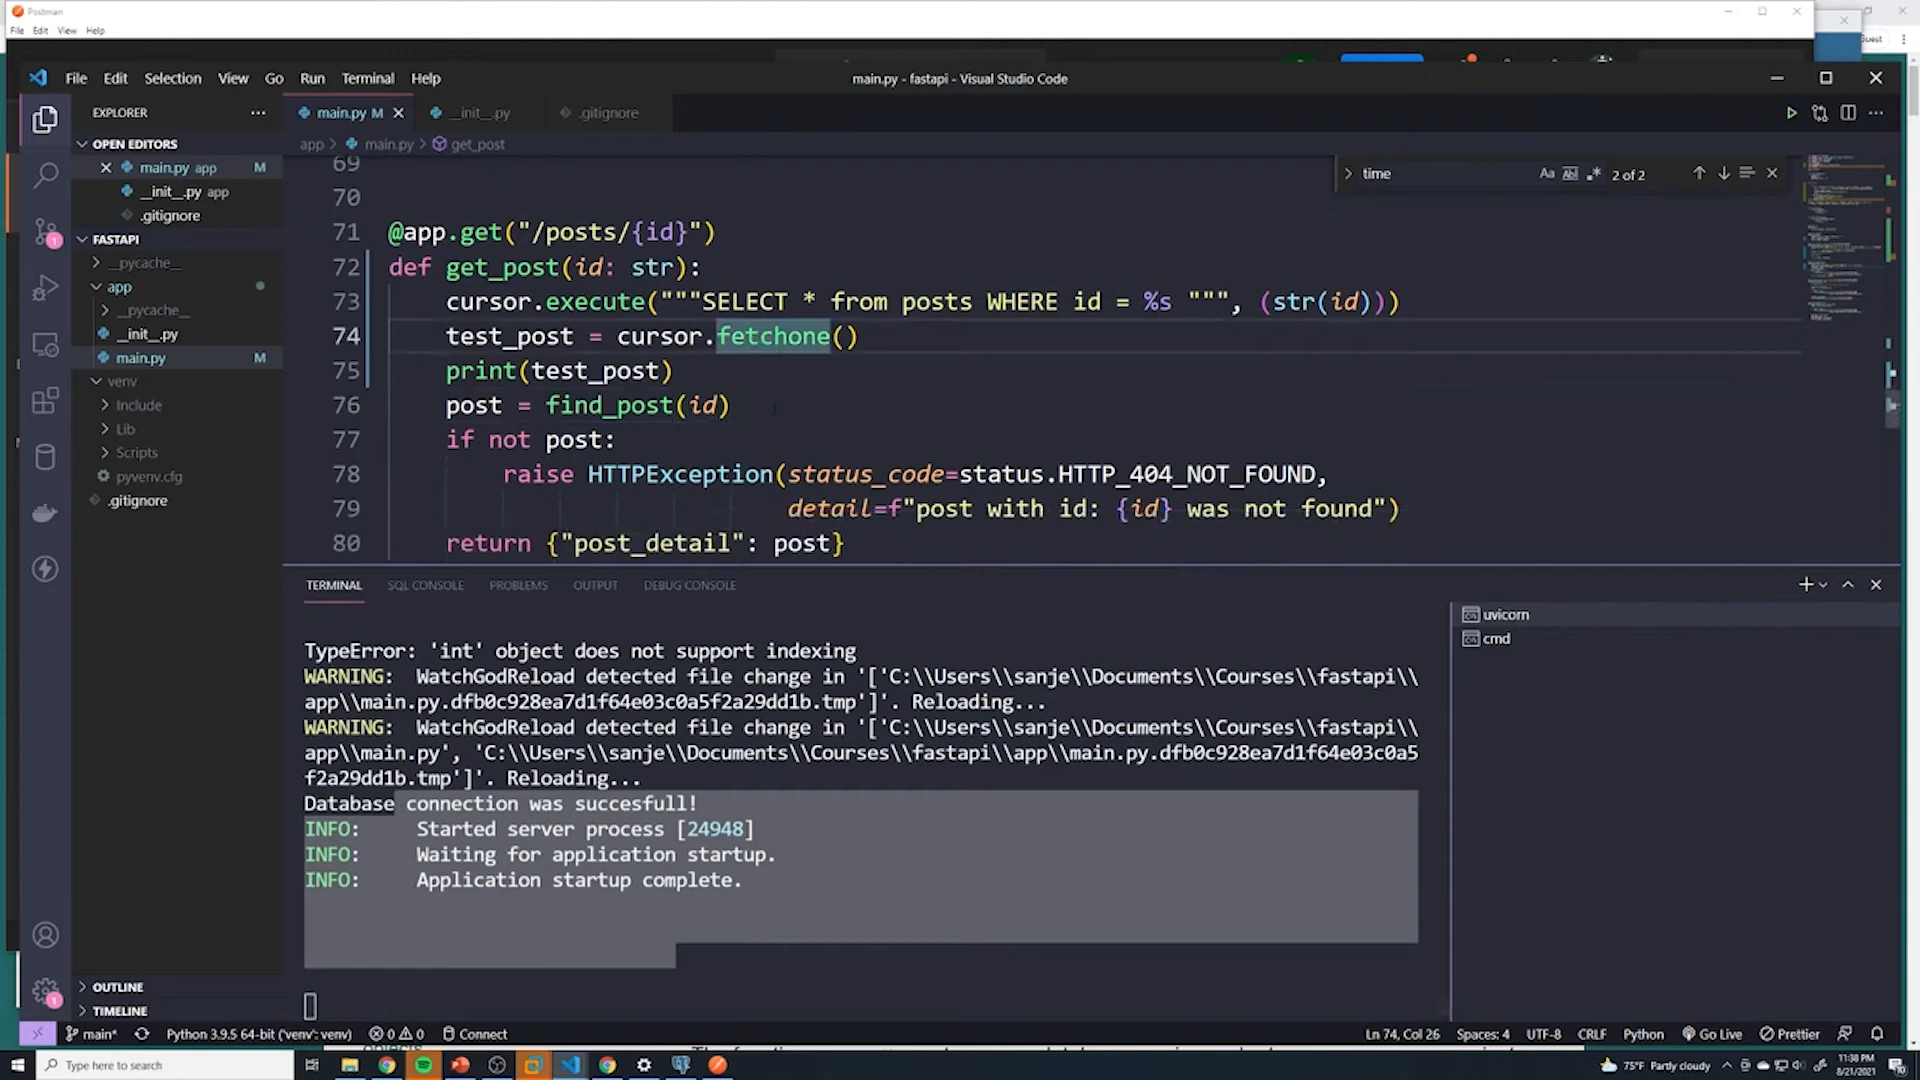 Postman
File Edit View Help
File Edit Selection View Go Run Terminal Help
main.py - fastapi - Visual Studio Code
EXPLORER
main.py M
__init__.py
.gitignore
OPEN EDITORS
app > main.py > get_post
main.py app M
__init__.py app
.gitignore
FASTAPI
__pycache__
app
__pycache__
__init__.py
main.py M
venv
Include
Lib
Scripts
pyvenv.cfg
.gitignore
OUTLINE
TIMELINE
time
2 of 2
69
70
71 @app.get("/posts/{id}")
72 def get_post(id: str):
73 cursor.execute("""SELECT * from posts WHERE id = %s """, (str(id)))
74 test_post = cursor.fetchone()
75 print(test_post)
76 post = find_post(id)
77 if not post:
78 raise HTTPException(status_code=status.HTTP_404_NOT_FOUND,
79 detail=f"post with id: {id} was not found")
80 return {"post_detail": post}
TERMINAL SQL CONSOLE PROBLEMS OUTPUT DEBUG CONSOLE
uvicorn
cmd
TypeError: 'int' object does not support indexing
WARNING: WatchGodReload detected file change in '['C:\\Users\\sanje\\Documents\\Courses\\fastapi\\
app\\main.py.dfb0c928ea7d1f64e03c0a5f2a29dd1b.tmp']'. Reloading...
WARNING: WatchGodReload detected file change in '['C:\\Users\\sanje\\Documents\\Courses\\fastapi\\
app\\main.py', 'C:\\Users\\sanje\\Documents\\Courses\\fastapi\\app\\main.py.dfb0c928ea7d1f64e03c0a5
f2a29dd1b.tmp']'. Reloading...
Database connection was succesfull!
INFO: Started server process [24948]
INFO: Waiting for application startup.
INFO: Application startup complete.
main* Python 3.9.5 64-bit ('venv': venv) 0 0 Connect
Ln 74, Col 26 Spaces: 4 UTF-8 CRLF Python Go Live Prettier
Type here to search
75°F Partly cloudy
11:38 PM
8/21/2021